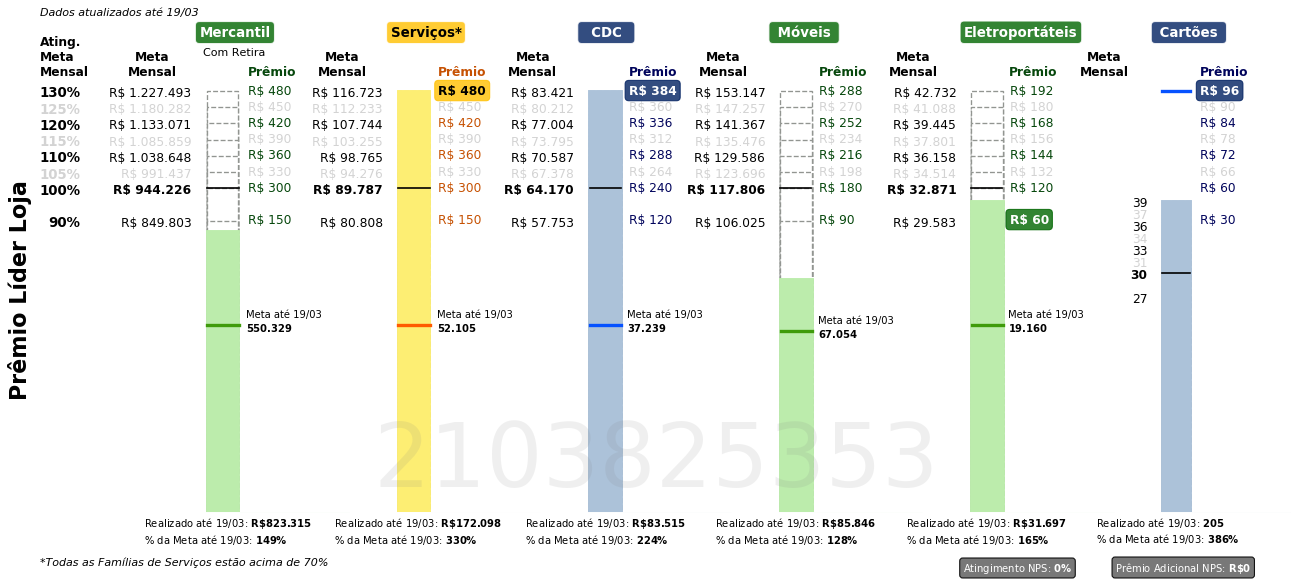 Dados atualizados até 19/03
Mercantil Serviços* CDC Móveis Eletroportáteis Cartões
Com Retira
Ating. Meta Mensal Meta Mensal Prêmio Meta Mensal Prêmio Meta Mensal Prêmio Meta Mensal Prêmio Meta Mensal Prêmio Meta Mensal Prêmio
130% R$ 1.227.493 R$ 480 R$ 116.723 R$ 480 R$ 83.421 R$ 384 R$ 153.147 R$ 288 R$ 42.732 R$ 192 R$ 96
125% R$ 1.180.282 R$ 450 R$ 112.233 R$ 450 R$ 80.212 R$ 360 R$ 147.257 R$ 270 R$ 41.088 R$ 180 R$ 90
120% R$ 1.133.071 R$ 420 R$ 107.744 R$ 420 R$ 77.004 R$ 336 R$ 141.367 R$ 252 R$ 39.445 R$ 168 R$ 84
115% R$ 1.085.859 R$ 390 R$ 103.255 R$ 390 R$ 73.795 R$ 312 R$ 135.476 R$ 234 R$ 37.801 R$ 156 R$ 78
110% R$ 1.038.648 R$ 360 R$ 98.765 R$ 360 R$ 70.587 R$ 288 R$ 129.586 R$ 216 R$ 36.158 R$ 144 R$ 72
105% R$ 991.437 R$ 330 R$ 94.276 R$ 330 R$ 67.378 R$ 264 R$ 123.696 R$ 198 R$ 34.514 R$ 132 R$ 66
100% R$ 944.226 R$ 300 R$ 89.787 R$ 300 R$ 64.170 R$ 240 R$ 117.806 R$ 180 R$ 32.871 R$ 120 R$ 60
90% R$ 849.803 R$ 150 R$ 80.808 R$ 150 R$ 57.753 R$ 120 R$ 106.025 R$ 90 R$ 29.583 R$ 60 R$ 30
39
37
36
34
33
31
30
27
Prêmio Líder Loja
Meta até 19/03 Meta até 19/03 Meta até 19/03 Meta até 19/03 Meta até 19/03
550.329 52.105 37.239 67.054 19.160
2103825353
Realizado até 19/03: R$823.315 Realizado até 19/03: R$172.098 Realizado até 19/03: R$83.515 Realizado até 19/03: R$85.846 Realizado até 19/03: R$31.697 Realizado até 19/03: 205
% da Meta até 19/03: 149% % da Meta até 19/03: 330% % da Meta até 19/03: 224% % da Meta até 19/03: 128% % da Meta até 19/03: 165% % da Meta até 19/03: 386%
*Todas as Famílias de Serviços estão acima de 70%
Atingimento NPS: 0% Prêmio Adicional NPS: R$0